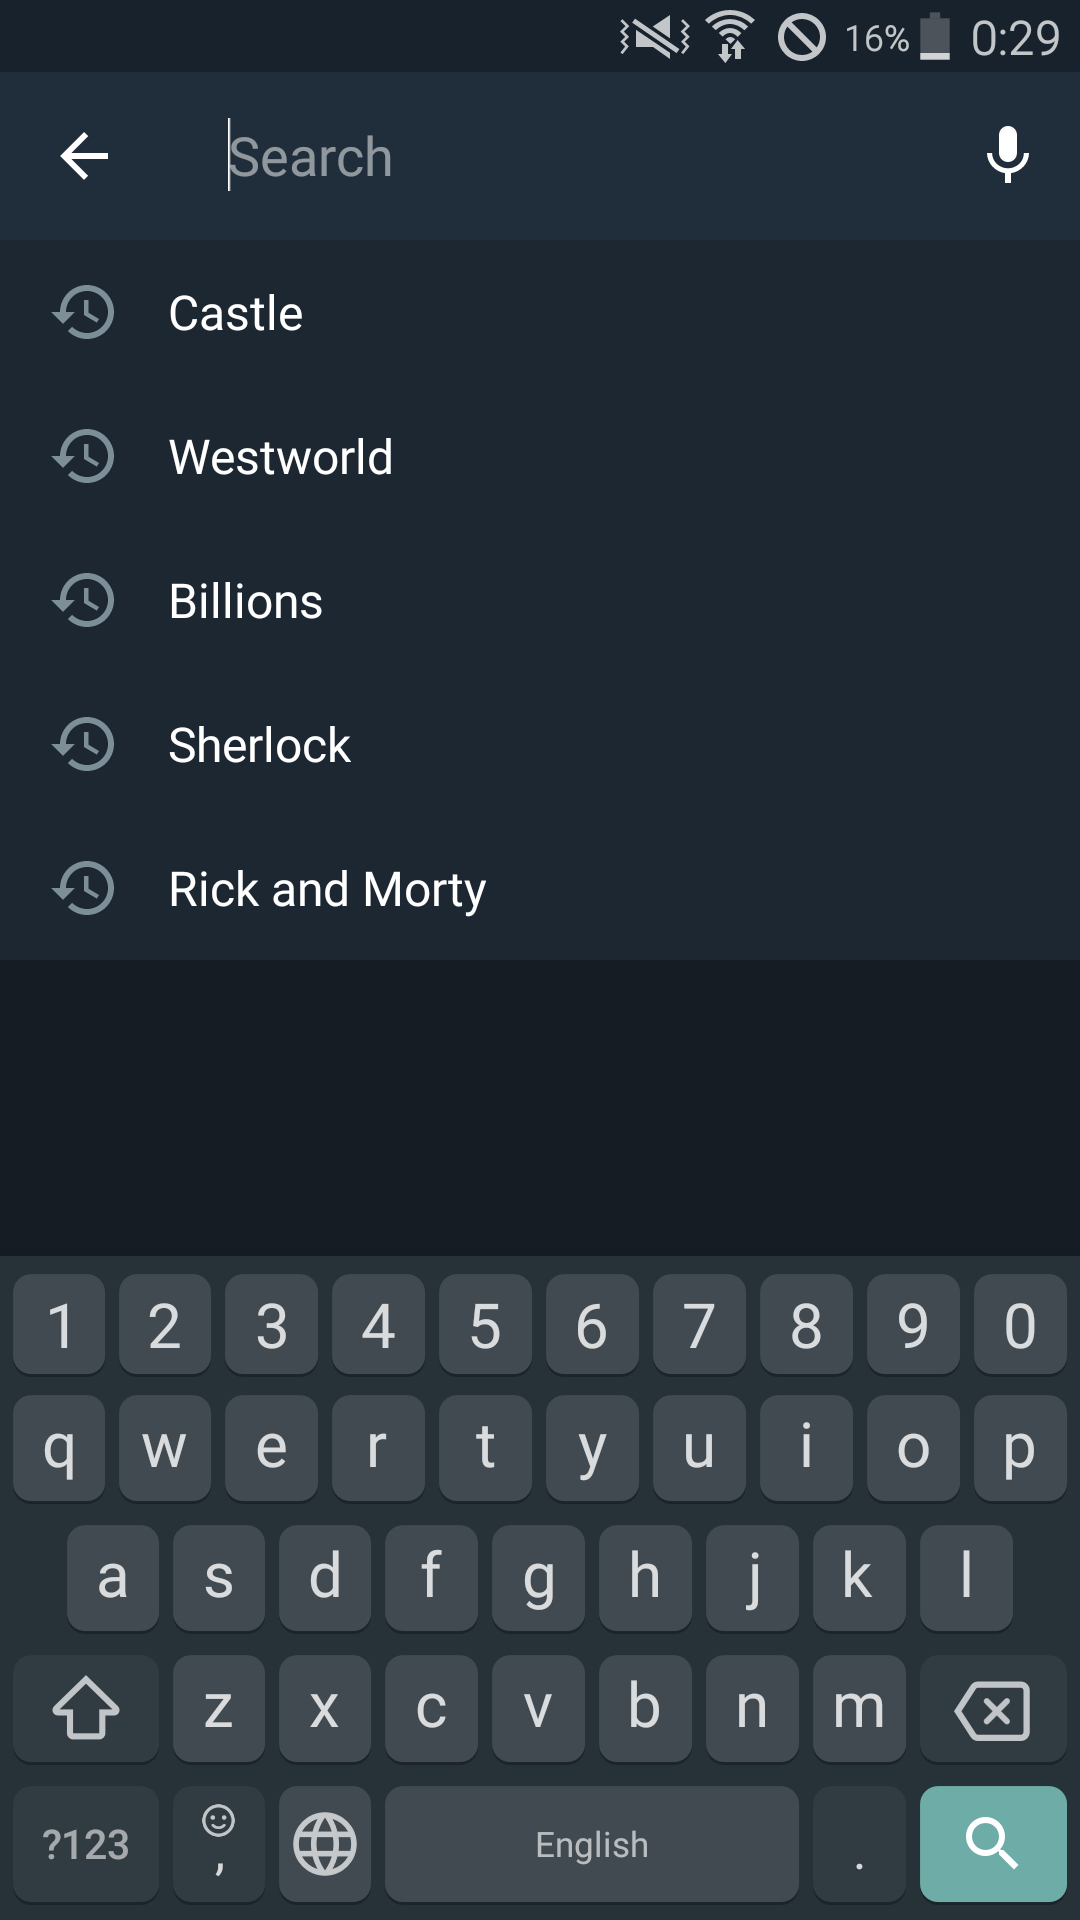 16% 0:29
Search
Castle
Westworld
Billions
Sherlock
Rick and Morty
1 2 3 4 5 6 7 8 9 0
q w e r t y u i o p
a s d f g h j k l
z x c v b n m
?123 , English .